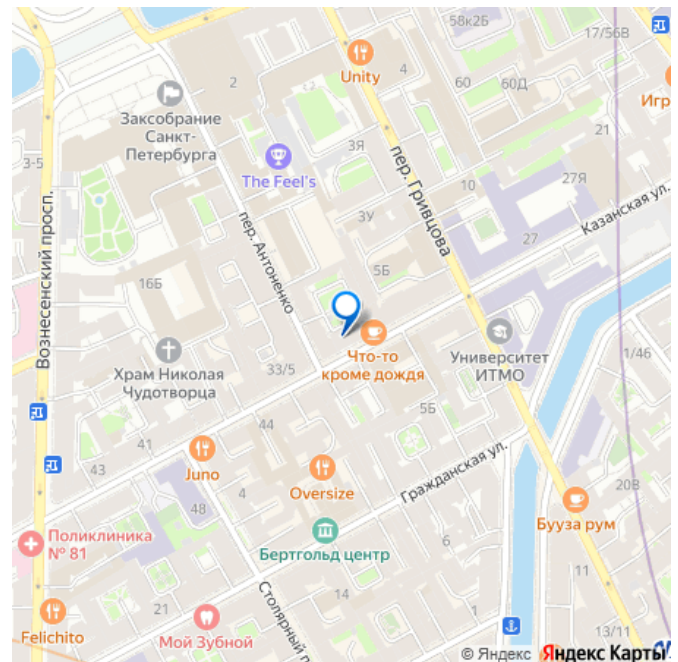 58к2Б
17/56В
Unity
4
2
60
60Д
Игр
Заксобрание
Санкт-
Петербурга
21
3-5
3Я
The Feel's
пер. Гривцова
10
27Я
Вознесенский просп.
пер. Антоненко
3У
27
Казанская ул.
16Б
5Б
Храм Николая
Чудотворца
33/5
Что-то
кроме дождя
Университет
ИТМО
1/46
5Б
44
41
43
Juno
Гражданская ул.
4
Oversize
48
20В
Бууза рум
Поликлиника
№ 81
Бертгольд центр
6
11
Столярный п
14
21
1
Felichito
Мой Зубной
13/11
© Яндекс Яндекс Карты